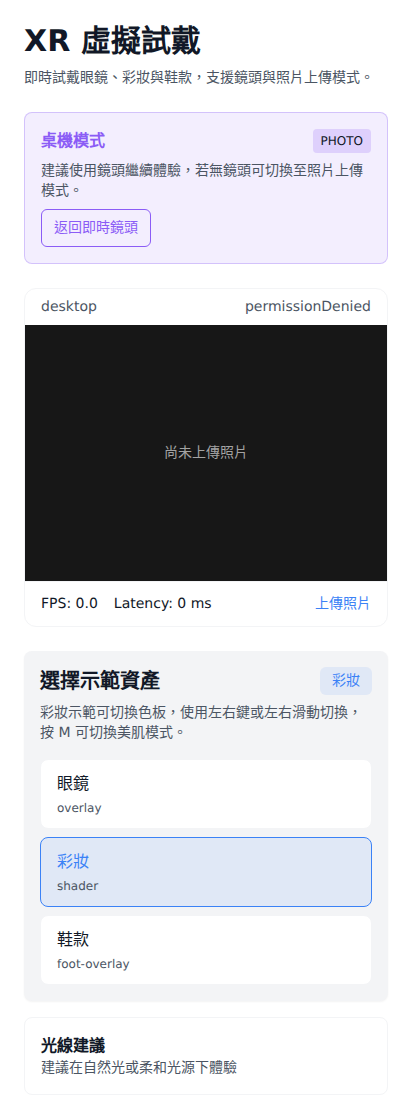 XR 虛擬試戴
即時試戴眼鏡、彩妝與鞋款，支援鏡頭與照片上傳模式。
桌機模式
PHOTO
建議使用鏡頭繼續體驗，若無鏡頭可切換至照片上傳
模式。
返回即時鏡頭
desktop
permissionDenied
尚未上傳照片
FPS: 0.0 Latency: 0 ms
上傳照片
選擇示範資產
彩妝
彩妝示範可切換色板，使用左右鍵或左右滑動切換，
按 M 可切換美肌模式。
眼鏡
overlay
彩妝
shader
鞋款
foot-overlay
光線建議
建議在自然光或柔和光源下體驗